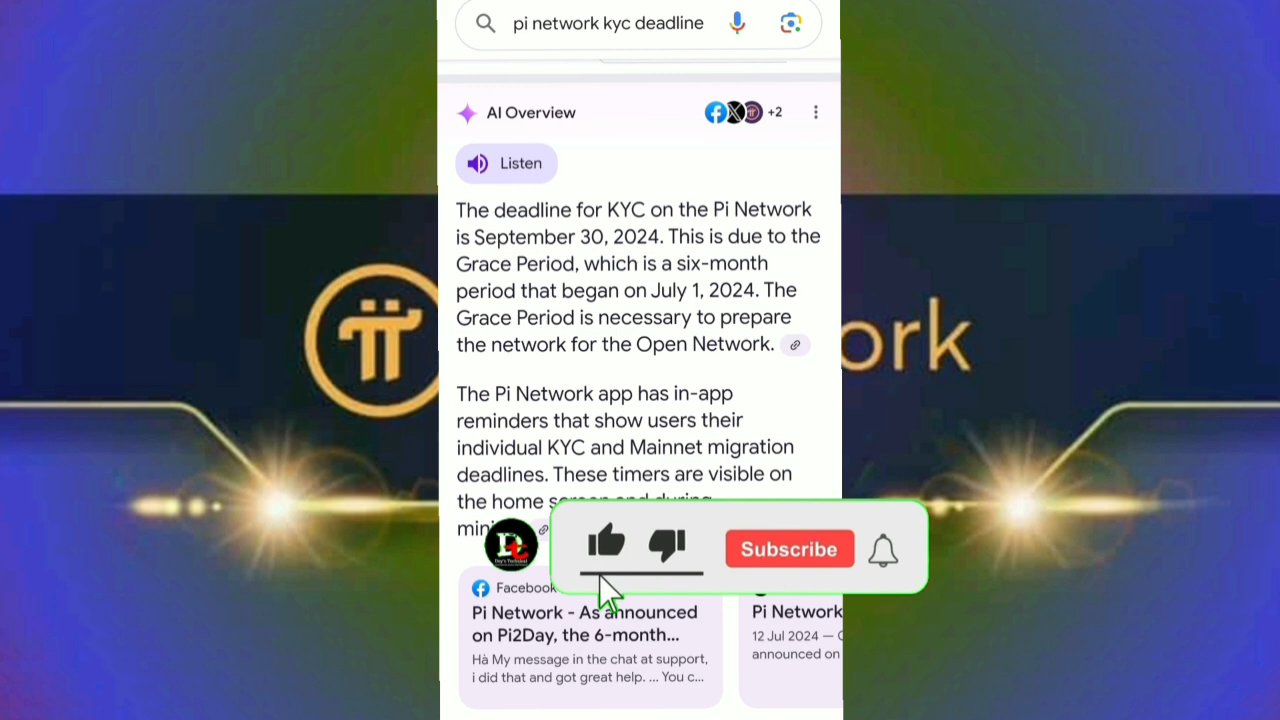 pi network kyc deadline
AI Overview
+2
Listen
The deadline for KYC on the Pi Network
is September 30, 2024. This is due to the
Grace Period, which is a six-month
period that began on July 1, 2024. The
Grace Period is necessary to prepare
the network for the Open Network.
ork
The Pi Network app has in-app
reminders that show users their
individual KYC and Mainnet migration
deadlines. These timers are visible on
the home screen and during
Subscribe
Facebook
Pi Network - As announced
on Pi2Day, the 6-month...
Hà My message in the chat at support,
i did that and got great help. ... You c...
Pi Network
12 Jul 2024 —
announced on